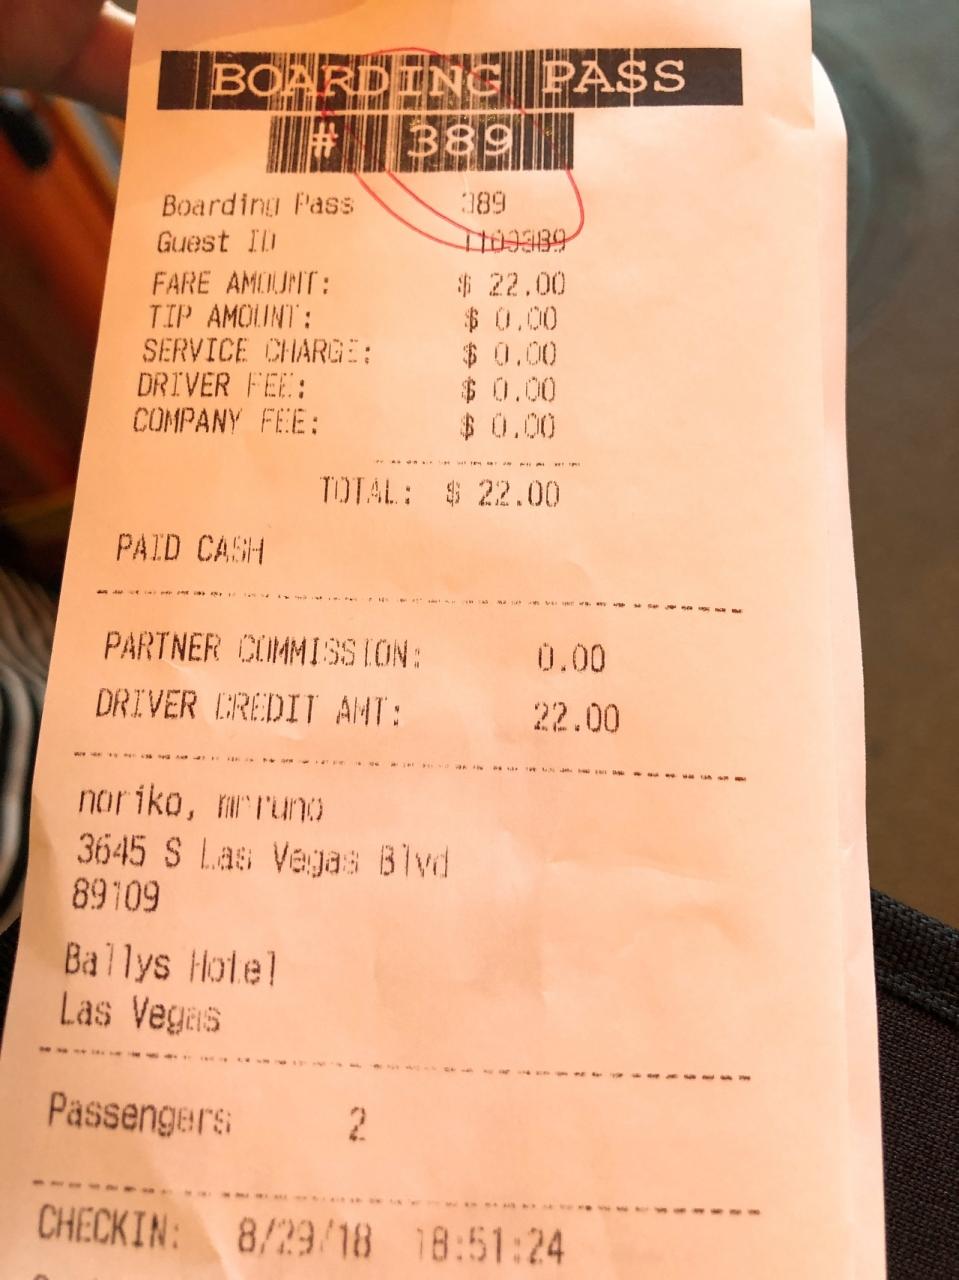 BOARDING PASS
# 389
Boarding Pass 389
Guest ID 1109389
FARE AMOUNT: $ 22.00
TIP AMOUNT: $ 0.00
SERVICE CHARGE: $ 0.00
DRIVER FEE: $ 0.00
COMPANY FEE: $ 0.00
TOTAL: $ 22.00
PAID CASH
PARTNER COMMISSION: 0.00
DRIVER CREDIT AMT: 22.00
noriko,
3645 S Las Vegas Blvd
89109
Ballys Hotel
Las Vegas
Passengers 2
CHECKIN: 8/29/18 18:51:24